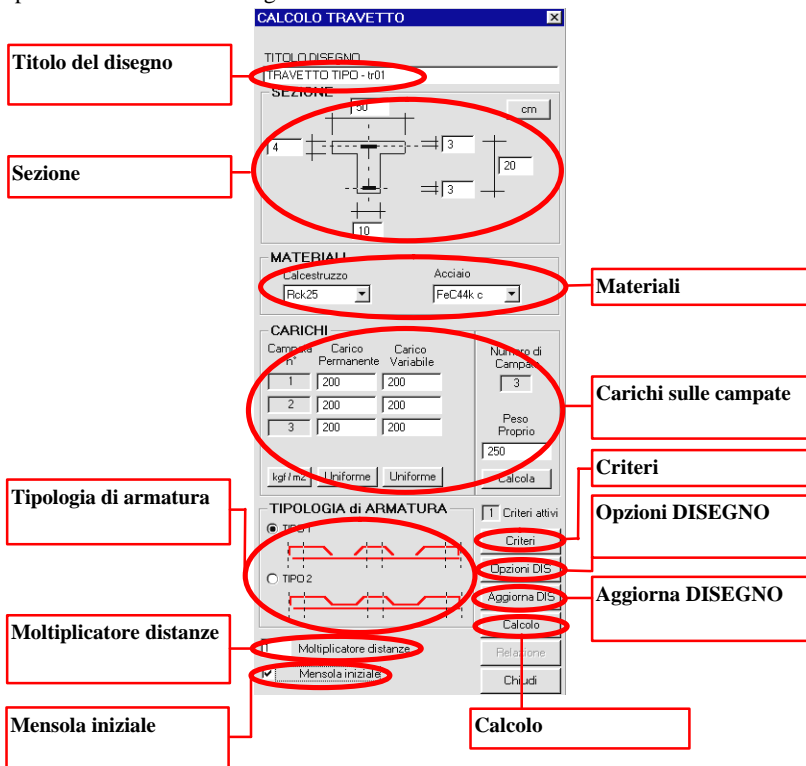 CALCOLO TRAVETTO
TITOLO DISEGNO
TRAVETTO TIPO - tr01
SEZIONE
50
cm
4
3
20
3
10
MATERIALI
Calcestruzzo
Acciaio
Rck25
FeC44k c
CARICHI
Campata n°
Carico Permanente
Carico Variabile
Numero di Campate
1 200 200
3
2 200 200
3 200 200
Peso Proprio
250
kgf/m2
Uniforme
Uniforme
Calcola
TIPOLOGIA di ARMATURA
1 Criteri attivi
TIPO 1
Criteri
Opzioni DIS
TIPO 2
Aggiorna DIS
Calcolo
Moltiplicatore distanze
Relazione
Mensola iniziale
Chiudi
Titolo del disegno
Sezione
Materiali
Carichi sulle campate
Criteri
Tipologia di armatura
Opzioni DISEGNO
Aggiorna DISEGNO
Moltiplicatore distanze
Mensola iniziale
Calcolo